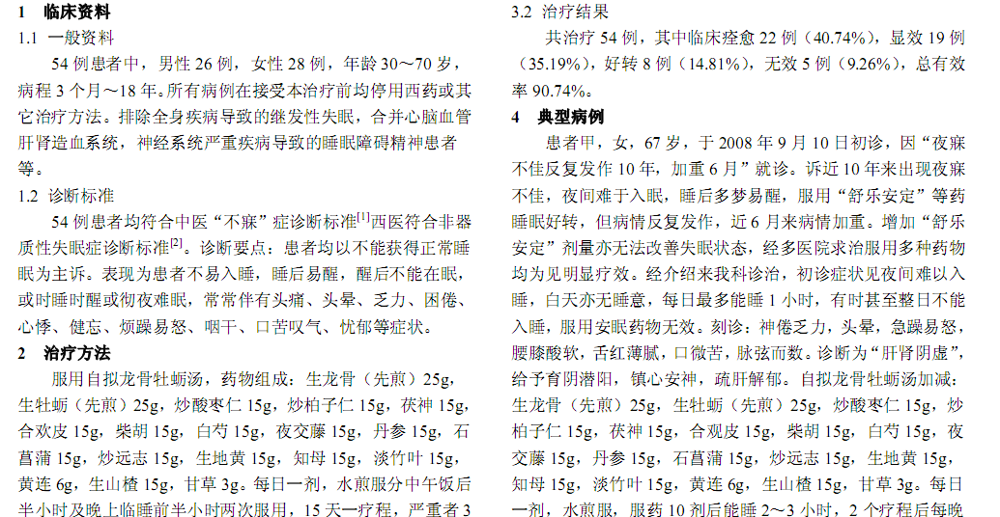 1 临床资料
1.1 一般资料
54 例患者中，男性 26 例，女性 28 例，年龄 30～70 岁，
病程 3 个月～18 年。所有病例在接受本治疗前均停用西药或其
它治疗方法。排除全身疾病导致的继发性失眠，合并心脑血管
肝肾造血系统，神经系统严重疾病导致的睡眠障碍精神患者
等。
1.2 诊断标准
54 例患者均符合中医“不寐”症诊断标准[1]西医符合非器
质性失眠症诊断标准[2]。诊断要点：患者均以不能获得正常睡
眠为主诉。表现为患者不易入睡，睡后易醒，醒后不能在眠，
或时睡时醒或彻夜难眠，常常伴有头痛、头晕、乏力、困倦、
心悸、健忘、烦躁易怒、咽干、口苦叹气、忧郁等症状。
2 治疗方法
服用自拟龙骨牡蛎汤，药物组成：生龙骨（先煎）25g，
生牡蛎（先煎）25g，炒酸枣仁 15g，炒柏子仁 15g，茯神 15g，
合欢皮 15g，柴胡 15g，白芍 15g，夜交藤 15g，丹参 15g，石
菖蒲 15g，炒远志 15g，生地黄 15g，知母 15g，淡竹叶 15g，
黄连 6g，生山楂 15g，甘草 3g。每日一剂，水煎服分中午饭后
半小时及晚上临睡前半小时两次服用，15 天一疗程，严重者 3
3.2 治疗结果
共治疗 54 例，其中临床痊愈 22 例（40.74%），显效 19 例
（35.19%），好转 8 例（14.81%），无效 5 例（9.26%），总有效
率 90.74%。
4 典型病例
患者甲，女，67 岁，于 2008 年 9 月 10 日初诊，因“夜寐
不佳反复发作 10 年，加重 6 月”就诊。诉近 10 年来出现夜寐
不佳，夜间难于入眠，睡后多梦易醒，服用“舒乐安定”等药
睡眠好转，但病情反复发作，近 6 月来病情加重。增加“舒乐
安定”剂量亦无法改善失眠状态，经多医院求治服用多种药物
均为见明显疗效。经介绍来我科诊治，初诊症状见夜间难以入
睡，白天亦无睡意，每日最多能睡 1 小时，有时甚至整日不能
入睡，服用安眠药物无效。刻诊：神倦乏力，头晕，急躁易怒，
腰膝酸软，舌红薄腻，口微苦，脉弦而数。诊断为“肝肾阴虚”，
给予育阴潜阳，镇心安神，疏肝解郁。自拟龙骨牡蛎汤加减：
生龙骨（先煎）25g，生牡蛎（先煎）25g，炒酸枣仁 15g，炒
柏子仁 15g，茯神 15g，合观皮 15g，柴胡 15g，白芍 15g，夜
交藤 15g，丹参 15g，石菖蒲 15g，炒远志 15g，生地黄 15g，
知母 15g，淡竹叶 15g，黄连 6g，生山楂 15g，甘草 3g。每日
一剂，水煎服，服药 10 剂后能睡 2～3 小时，2 个疗程后每晚